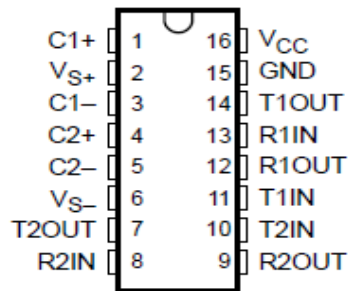 C1+ 1 16 VCC
VS+ 2 15 GND
C1– 3 14 T1OUT
C2+ 4 13 R1IN
C2– 5 12 R1OUT
VS– 6 11 T1IN
T2OUT 7 10 T2IN
R2IN 8 9 R2OUT